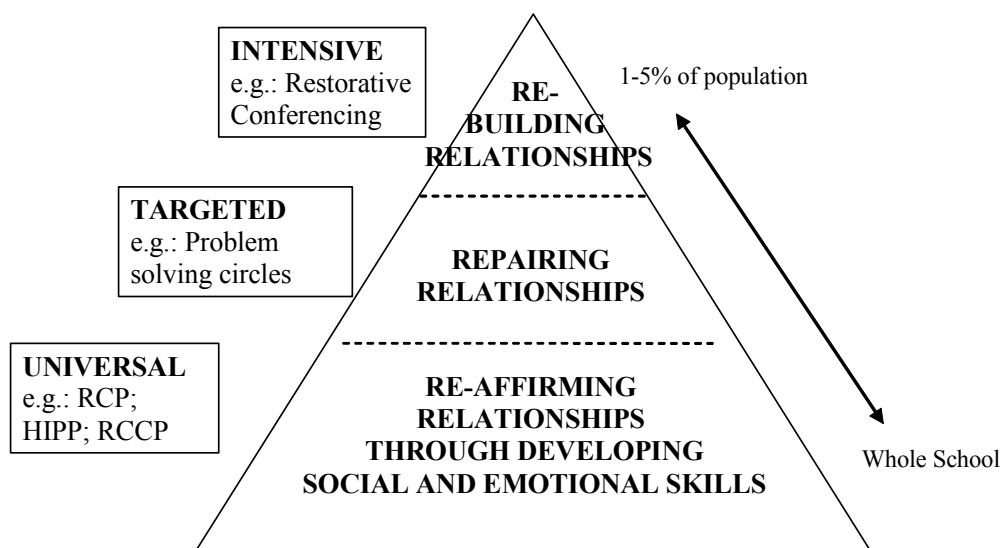 INTENSIVE
e.g.: Restorative
Conferencing
1-5% of population
RE-
BUILDING
RELATIONSHIPS
TARGETED
e.g.: Problem
solving circles
REPAIRING
RELATIONSHIPS
UNIVERSAL
e.g.: RCP;
HIPP; RCCP
RE-AFFIRMING
RELATIONSHIPS
THROUGH DEVELOPING
SOCIAL AND EMOTIONAL SKILLS
Whole School